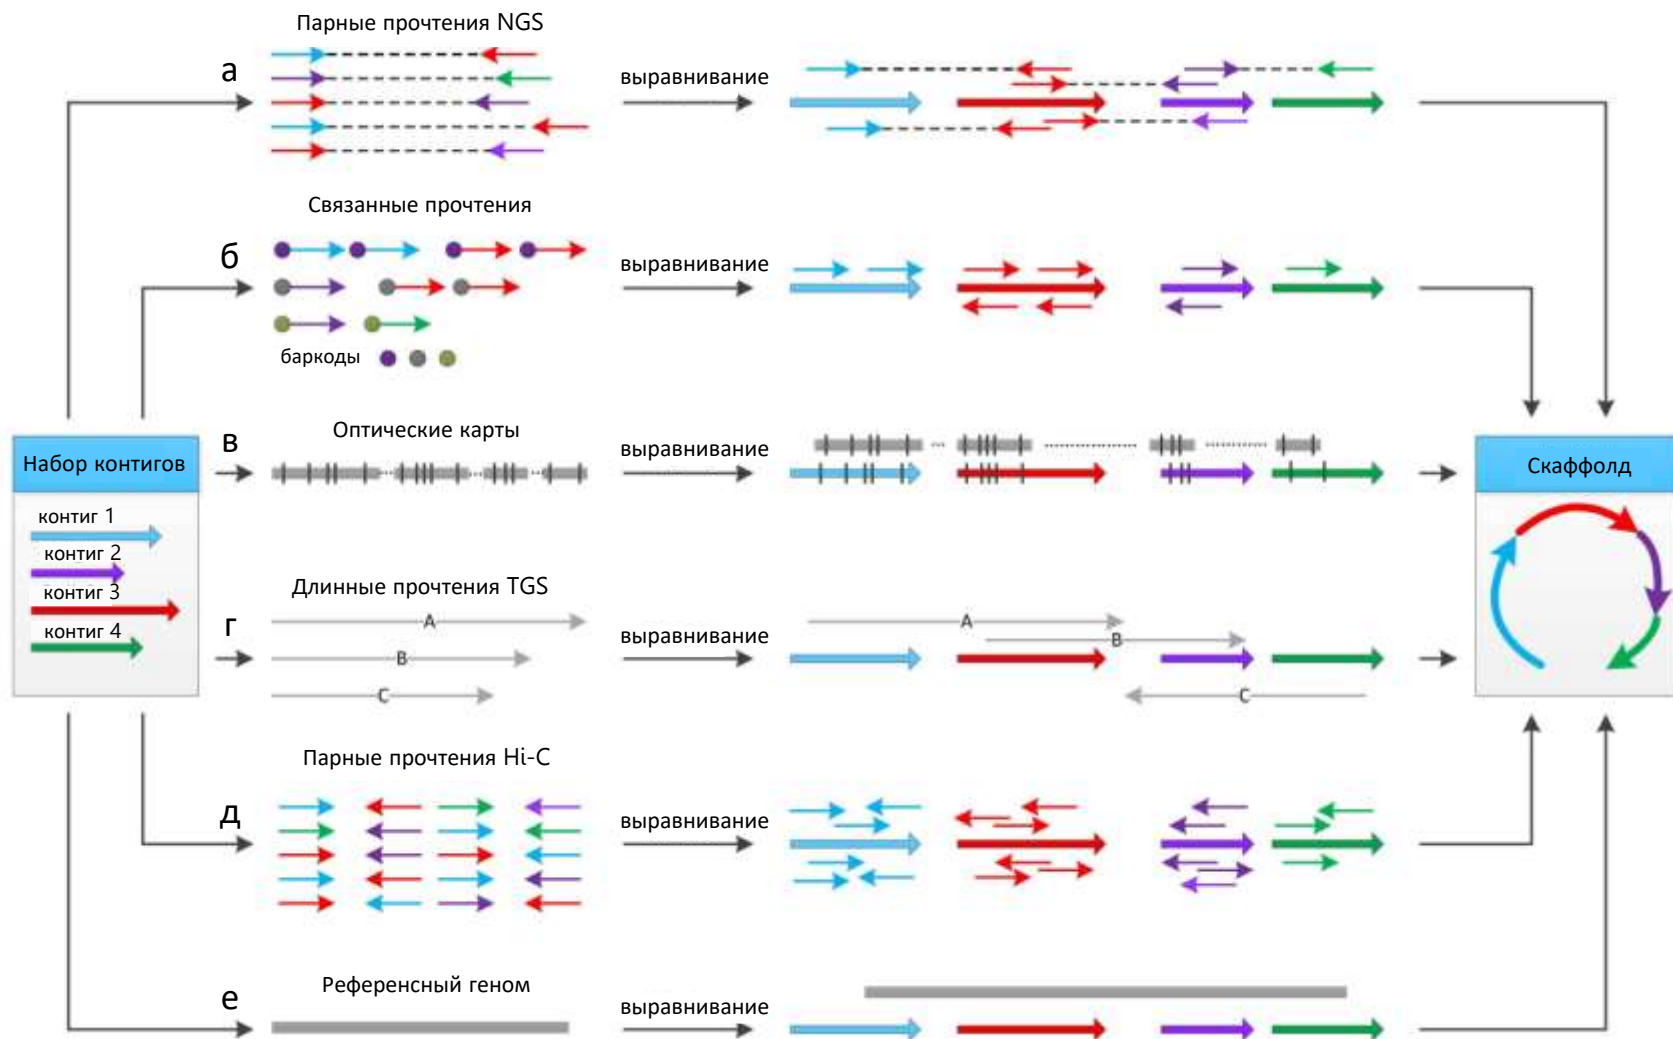 Парные прочтения NGS
а
выравнивание
Связанные прочтения
б
выравнивание
баркоды
Оптические карты
в
выравнивание
Набор контигов
контиг 1
контиг 2
контиг 3
контиг 4
Скаффолд
Длинные прочтения TGS
г
A
B
C
выравнивание
A
B
C
Парные прочтения Hi-C
д
выравнивание
Референсный геном
е
выравнивание